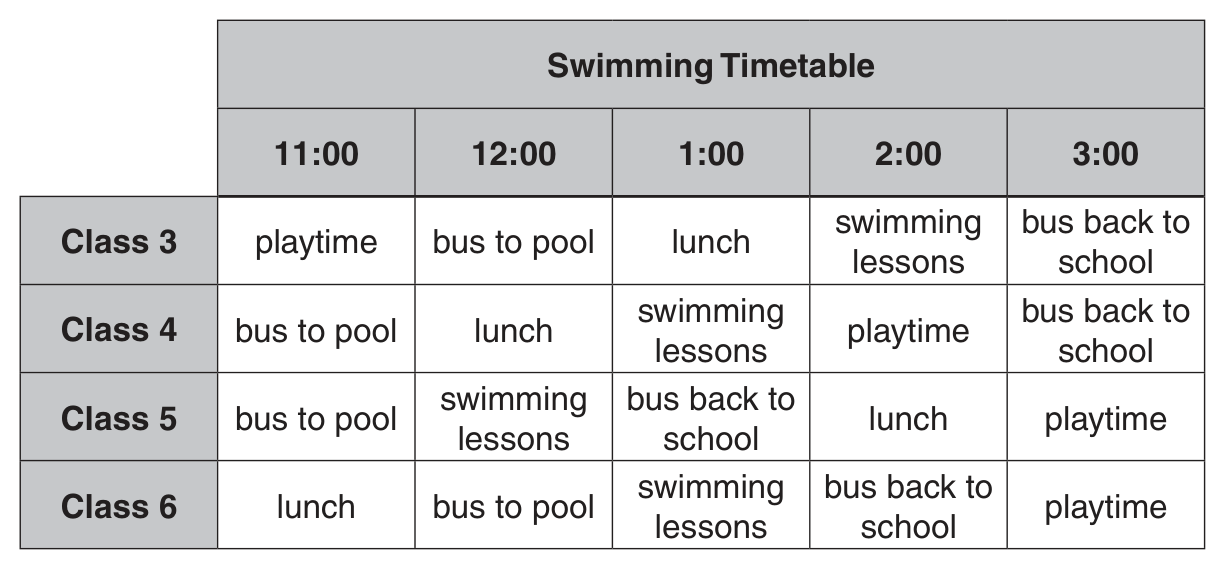 Swimming Timetable
11:00 12:00 1:00 2:00 3:00
Class 3 playtime bus to pool lunch swimming lessons bus back to school
Class 4 bus to pool lunch swimming lessons playtime bus back to school
Class 5 bus to pool swimming lessons bus back to school lunch playtime
Class 6 lunch bus to pool swimming lessons bus back to school playtime